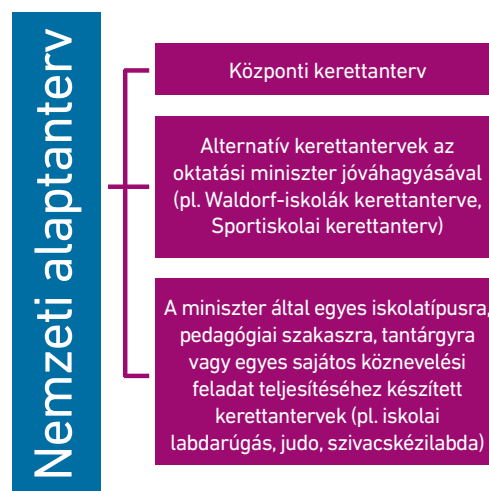 Nemzeti alaptanterv
Központi kerettanterv
Alternatív kerettantervek az
oktatási miniszter jóváhagyásával
(pl. Waldorf-iskolák kerettanterve,
Sportiskolai kerettanterv)
A miniszter által egyes iskolatípusra,
pedagógiai szakaszra, tantárgyra
vagy egyes sajátos köznevelési
feladat teljesítéséhez készített
kerettantervek (pl. iskolai
labdarúgás, judo, szivacskézilabda)